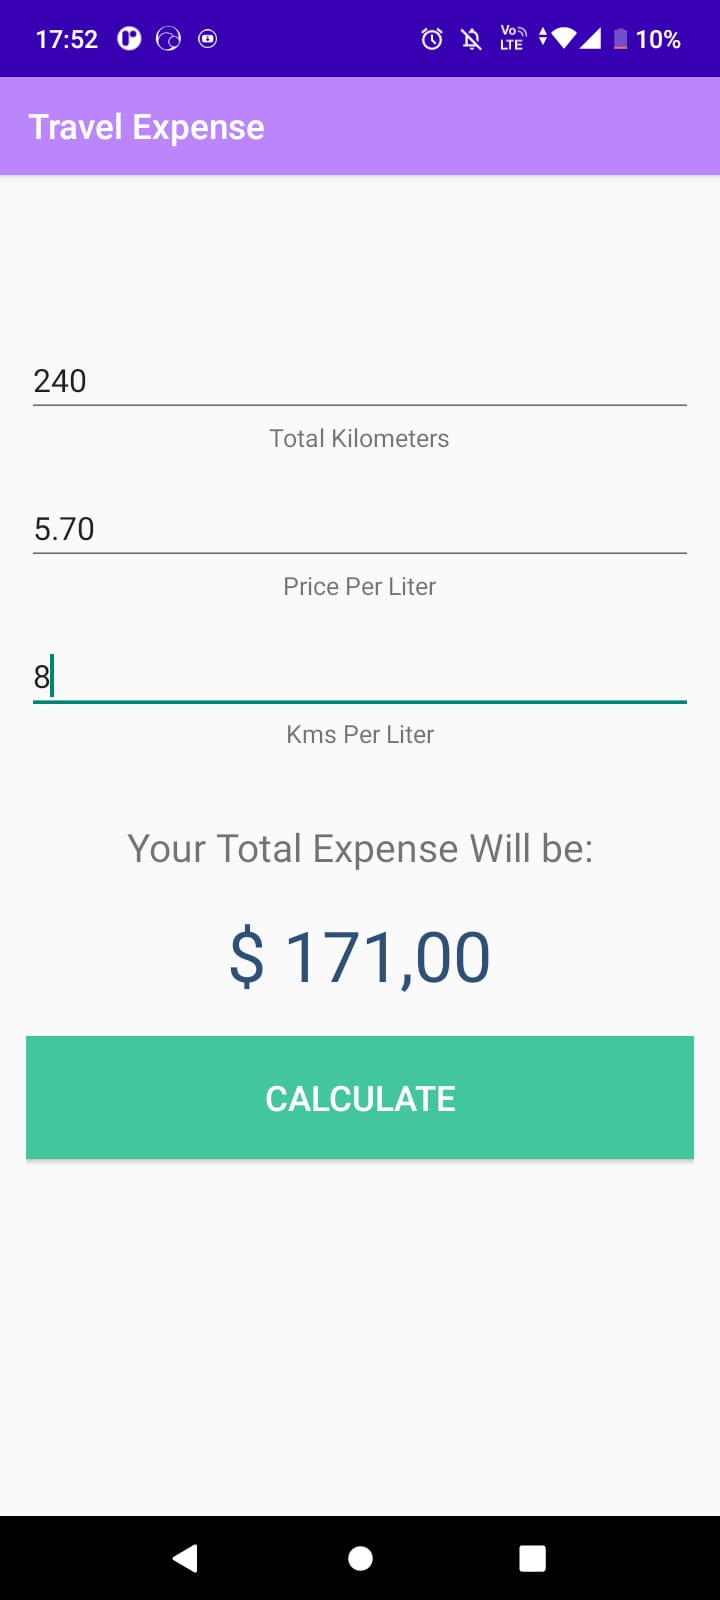 17:52 Vo LTE 10%
Travel Expense
240
Total Kilometers
5.70
Price Per Liter
8
Kms Per Liter
Your Total Expense Will be:
$ 171,00
CALCULATE